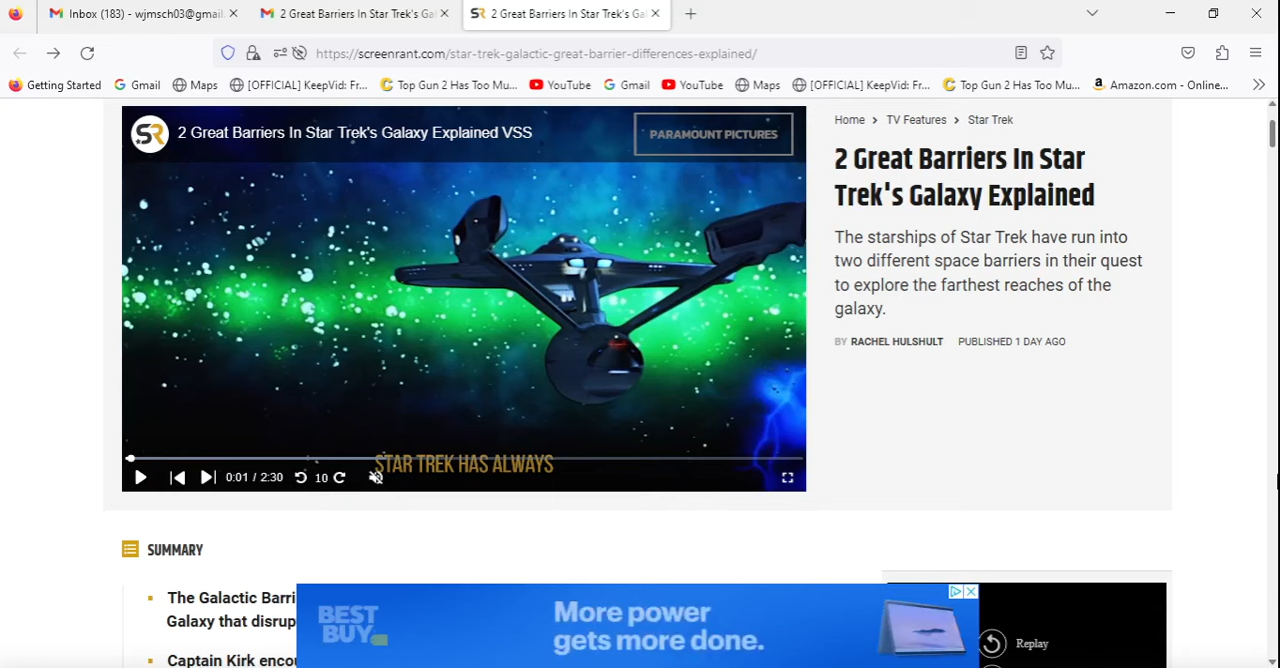 Inbox (183) - wjmsch03@gmail.
2 Great Barriers In Star Trek's Gal
2 Great Barriers In Star Trek's Gal
https://screenrant.com/star-trek-galactic-great-barrier-differences-explained/
Getting Started
Gmail
Maps
[OFFICIAL] KeepVid: Fr...
Top Gun 2 Has Too Mu...
YouTube
Gmail
YouTube
Maps
[OFFICIAL] KeepVid: Fr...
Top Gun 2 Has Too Mu...
Amazon.com - Online...
SR
2 Great Barriers In Star Trek's Galaxy Explained VSS
PARAMOUNT PICTURES
STAR TREK HAS ALWAYS
0:01 / 2:30
10
Home > TV Features > Star Trek
2 Great Barriers In Star
Trek's Galaxy Explained
The starships of Star Trek have run into
two different space barriers in their quest
to explore the farthest reaches of the
galaxy.
BY RACHEL HULSHULT PUBLISHED 1 DAY AGO
SUMMARY
The Galactic Barri
Galaxy that disrup
Captain Kirk encou
BEST
BUY
More power
gets more done.
Replay